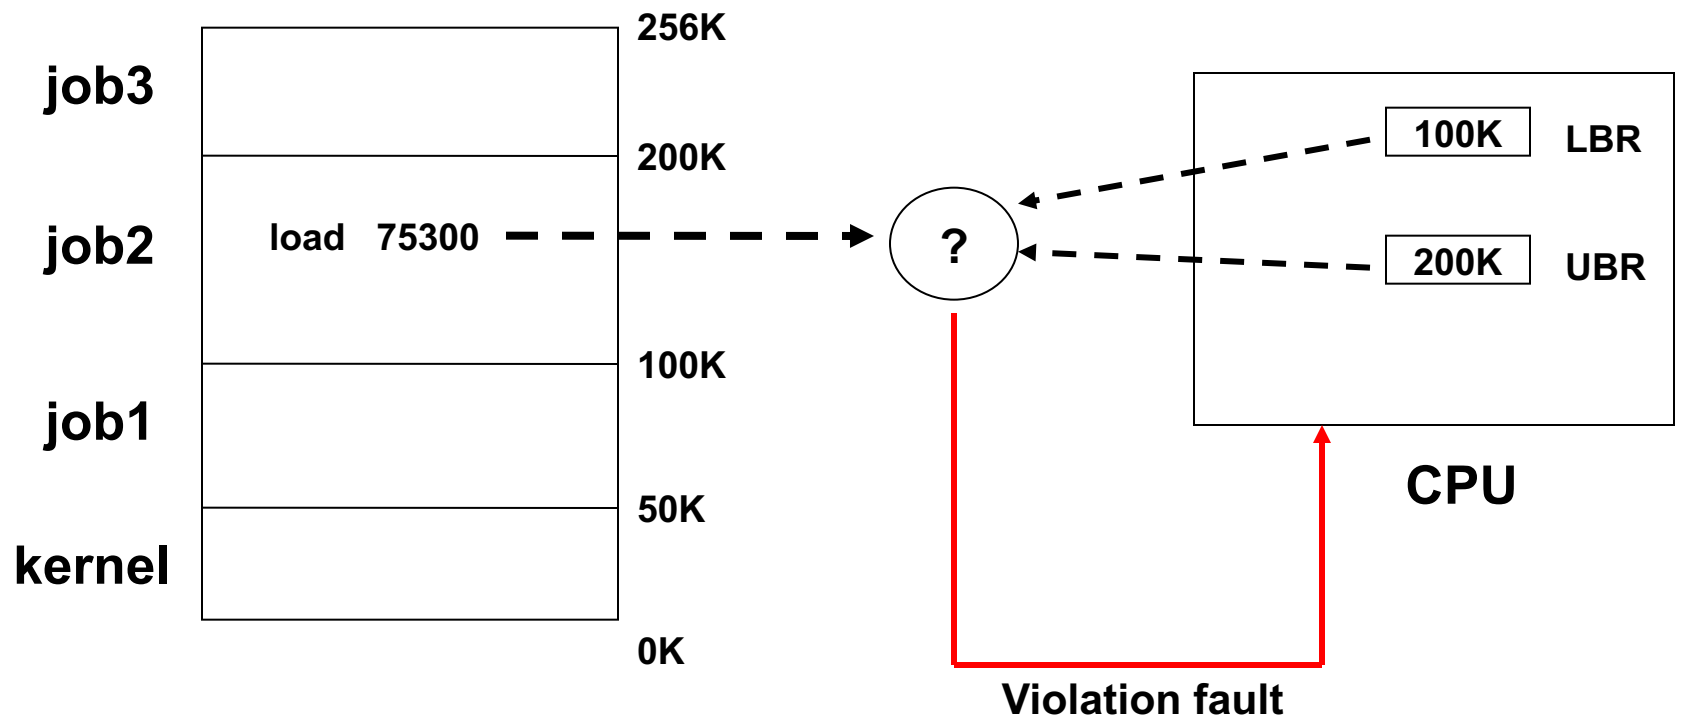 256K
job3
100K LBR
200K
job2
load 75300
?
200K UBR
100K
job1
CPU
50K
kernel
0K
Violation fault